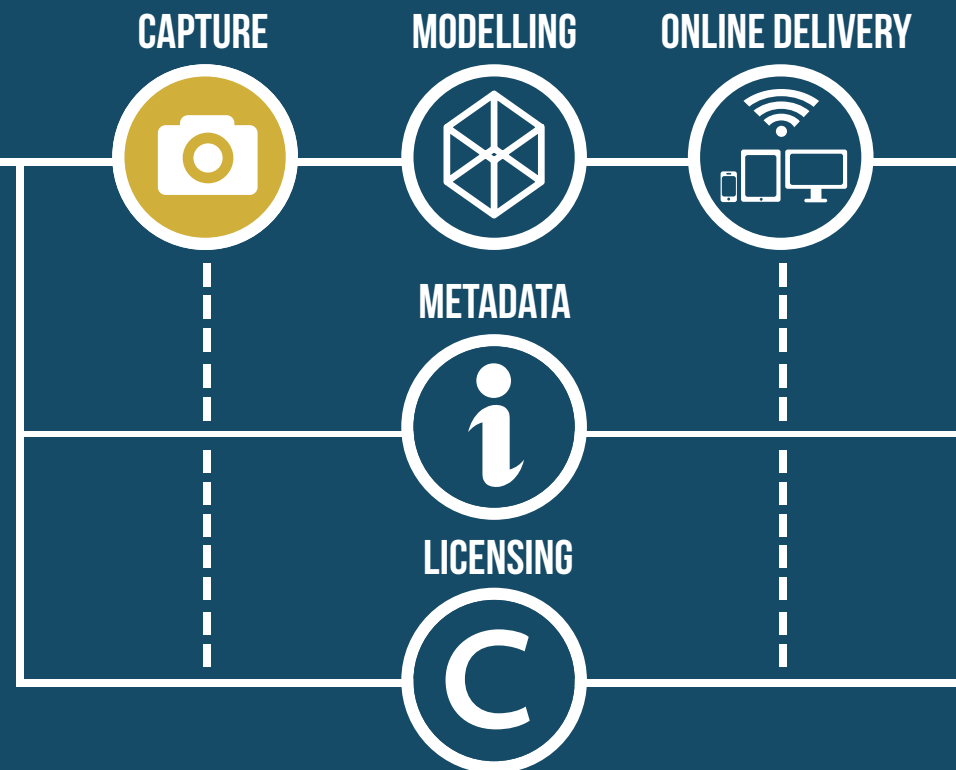 CAPTURE
MODELLING
ONLINE DELIVERY
METADATA
i
LICENSING
C